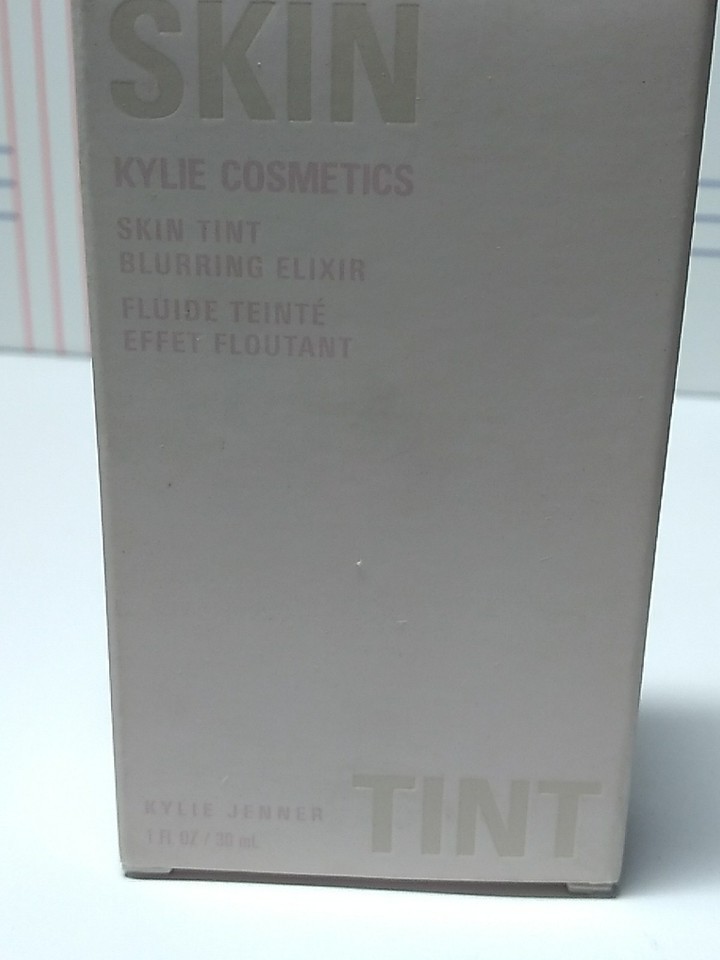 SKIN
KYLIE COSMETICS
SKIN TINT
BLURRING ELIXIR
FLUIDE TEINTÉ
EFFET FLOUTANT
TINT
KYLIE JENNER
1 FL OZ / 30 mL